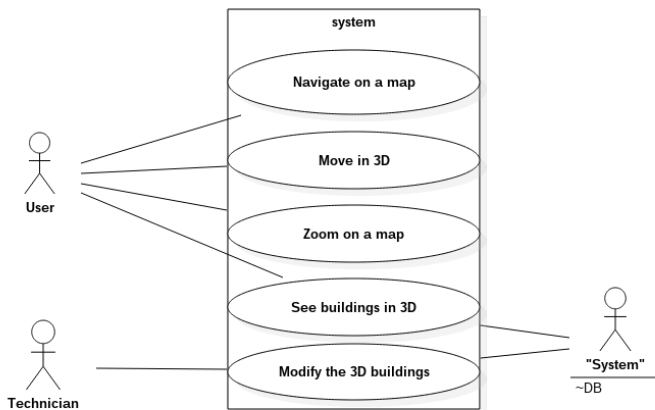 system
Navigate on a map
Move in 3D
User
Zoom on a map
See buildings in 3D
"System"
Modify the 3D buildings
~DB
Technician